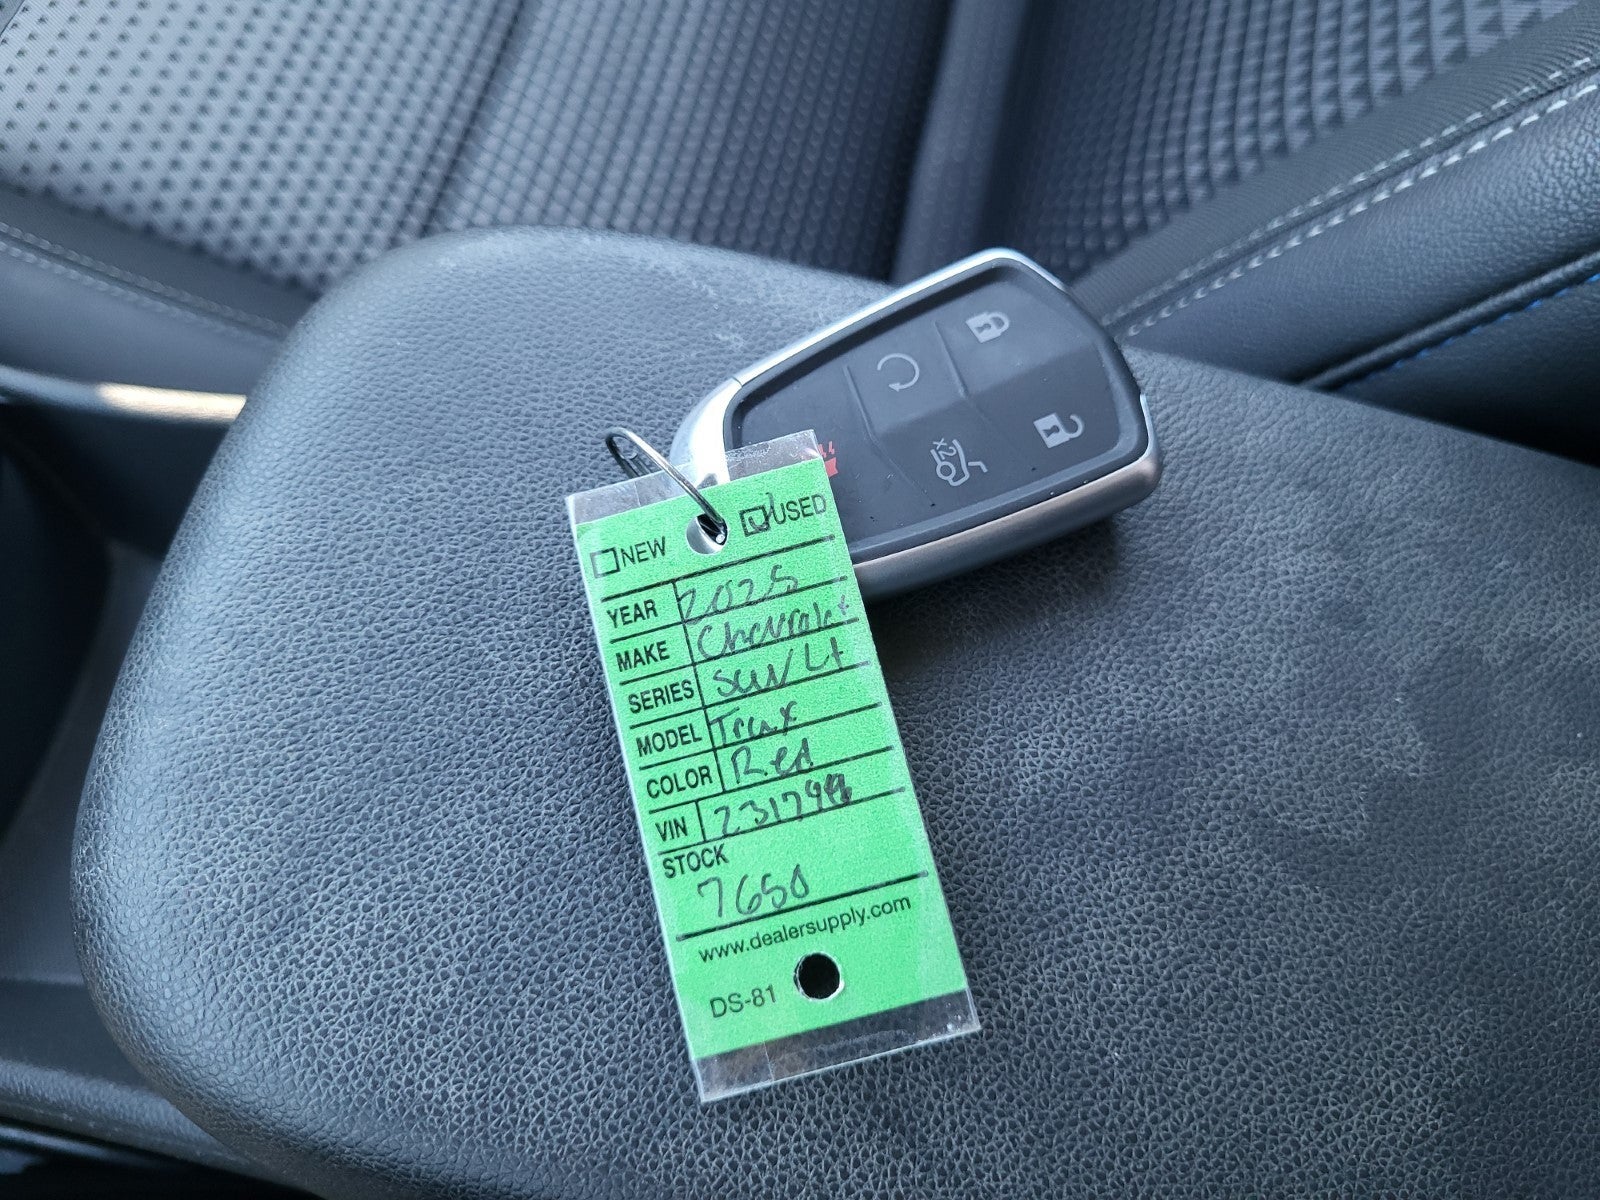 NEW USED
YEAR 2025
MAKE Chevrolet
SERIES SUV/Lt
MODEL Trax
COLOR Red
VIN
STOCK
7650
www.dealersupply.com
DS-81
X2